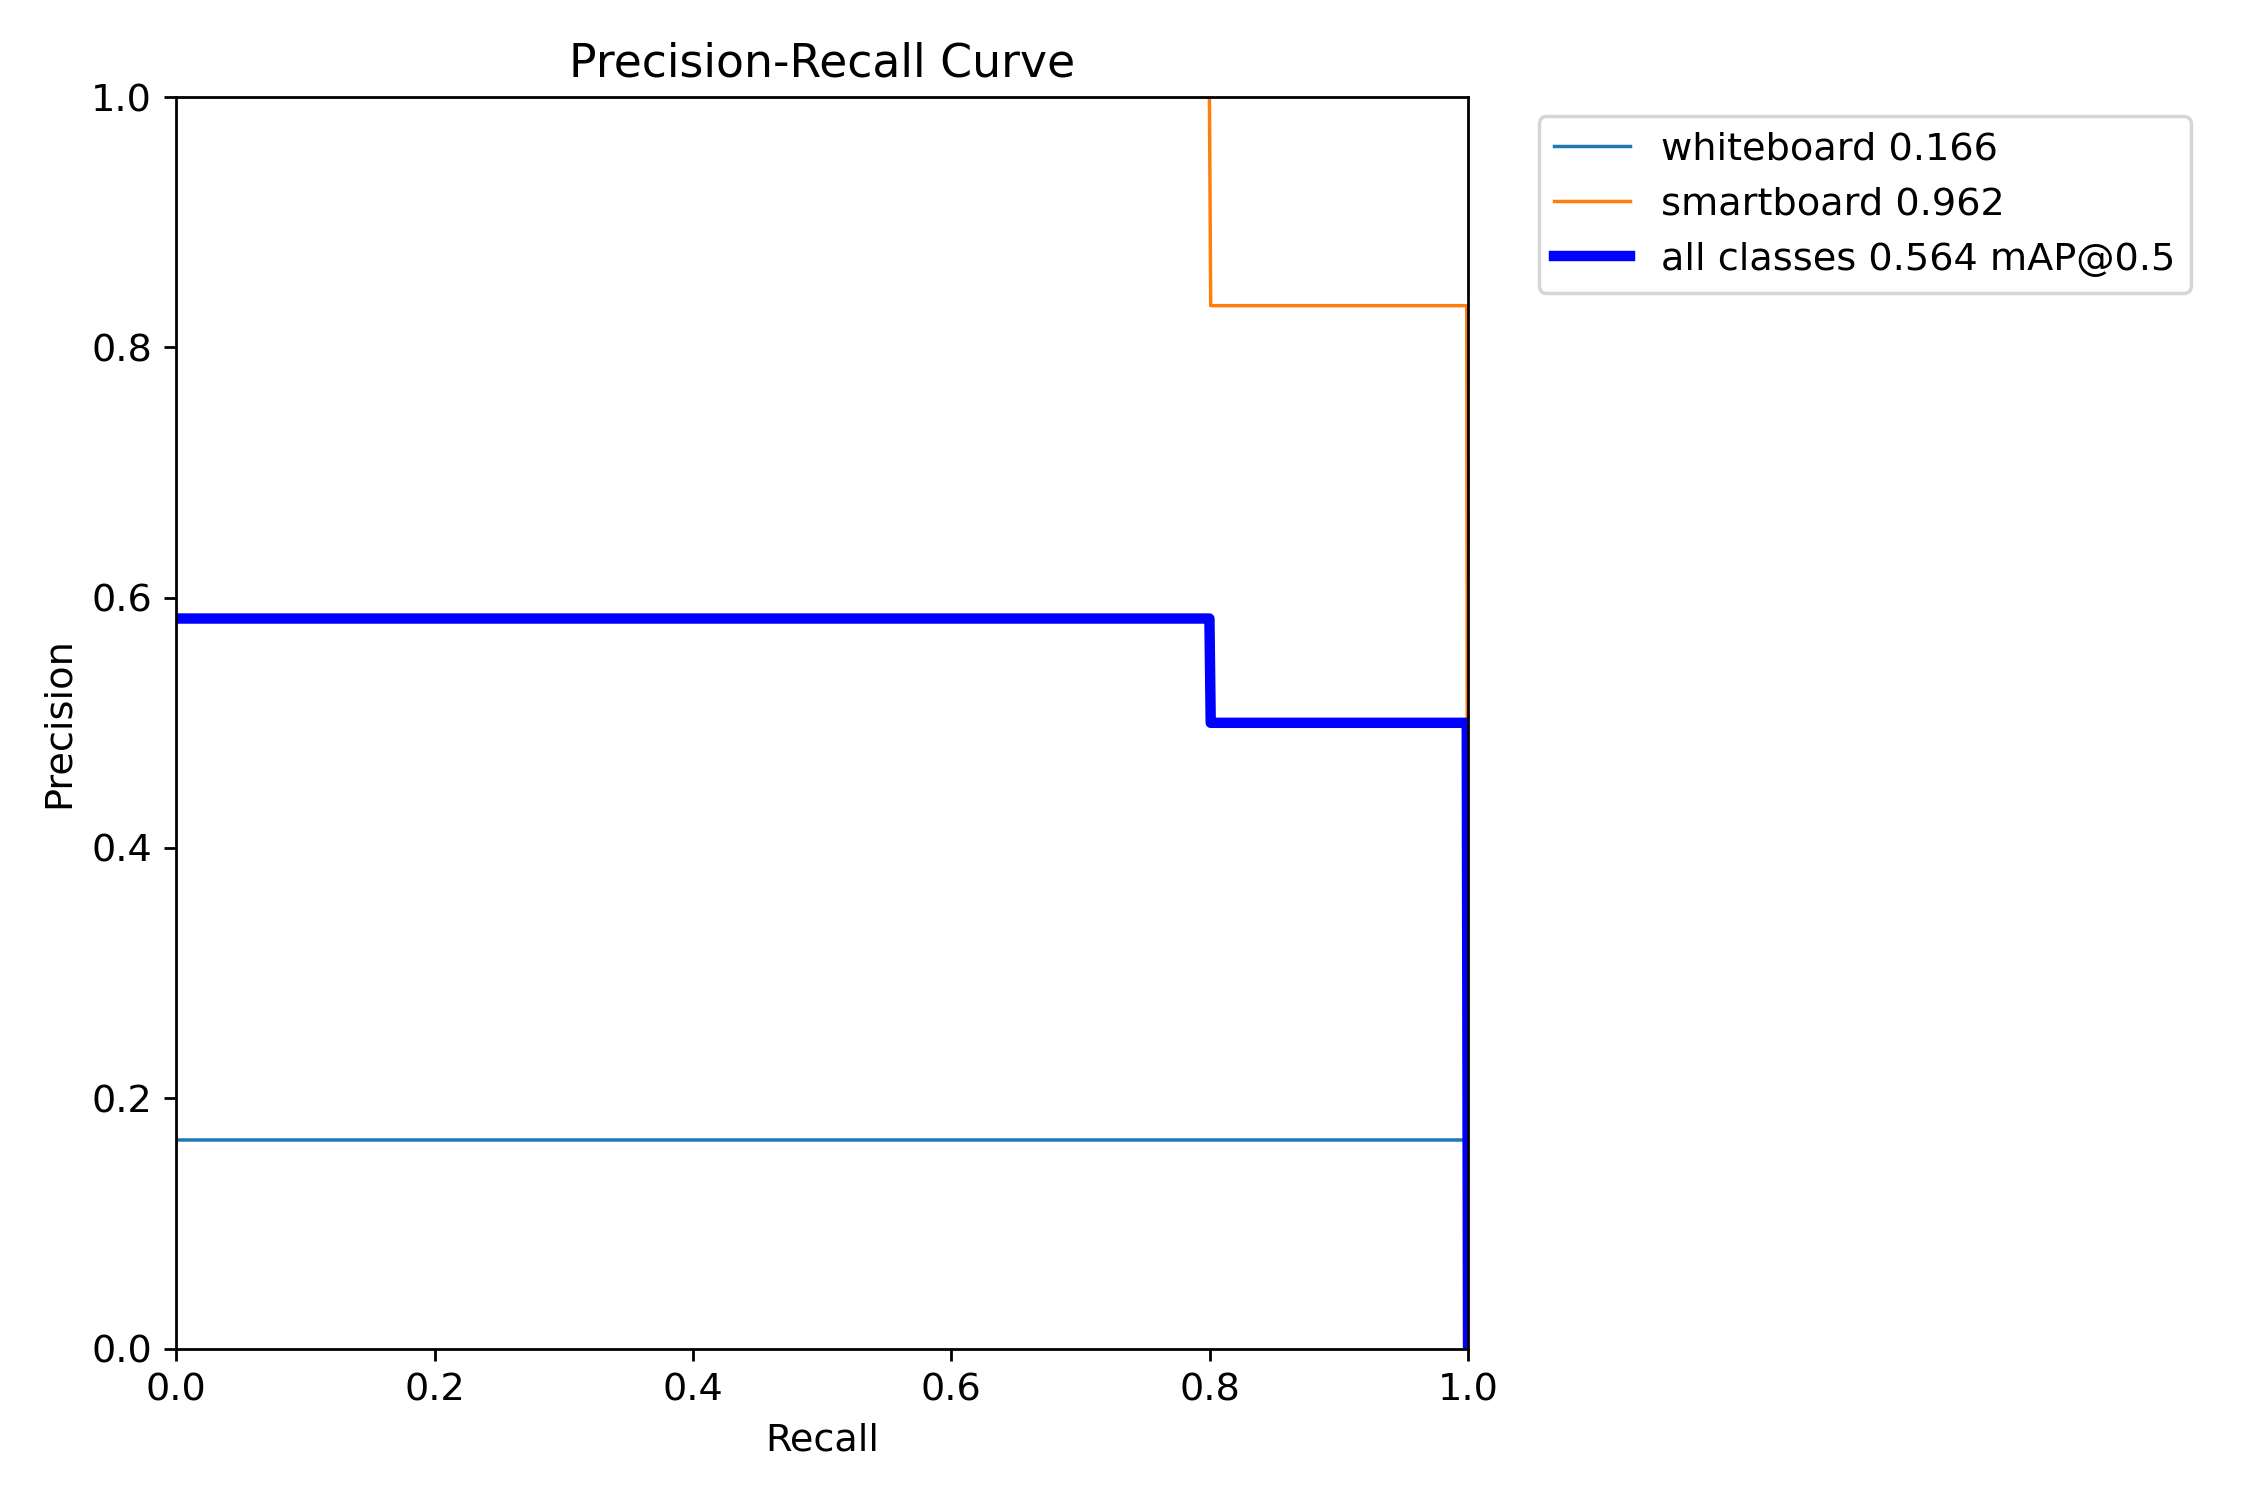 Precision-Recall Curve
whiteboard 0.166
smartboard 0.962
all classes 0.564 mAP@0.5
1.0
0.8
0.6
0.4
0.2
0.0
Precision
0.0 0.2 0.4 0.6 0.8 1.0
Recall